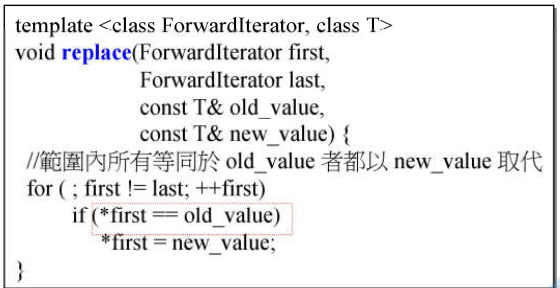 template <class ForwardIterator, class T>
void replace(ForwardIterator first,
ForwardIterator last,
const T& old_value,
const T& new_value) {
//範圍內所有等同於 old_value 者都以 new_value 取代
for ( ; first != last; ++first)
if (*first == old_value)
*first = new_value;
}